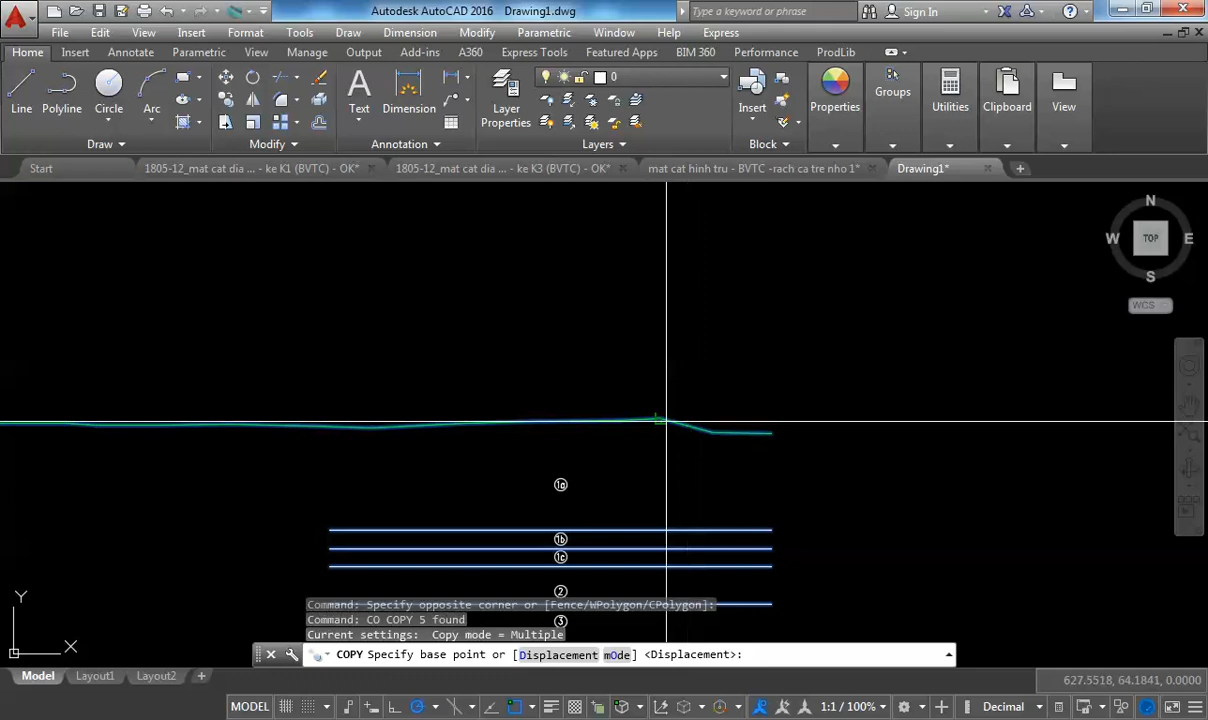 Autodesk AutoCAD 2016 Drawing1.dwg
Type a keyword or phrase
Sign In
File Edit View Insert Format Tools Draw Dimension Modify Parametric Window Help Express
Home Insert Annotate Parametric View Manage Output Add-ins A360 Express Tools Featured Apps BIM 360 Performance ProdLib
0
Line Polyline Circle Arc Text Dimension Layer Properties Insert Properties Groups Utilities Clipboard View
Draw Modify Annotation Layers Block
Start 1805-12_mat cat dia ... - ke K1 (BVTC) - OK* 1805-12_mat cat dia ... - ke K3 (BVTC) - OK* mat cat hinh tru - BVTC -rach ca tre nho 1* Drawing1*
N
W TOP E
S
WCS
1a
1b
1c
2
3
Y
X
Command: Specify opposite corner or [Fence/WPolygon/CPolygon]:
Command: CO COPY 5 found
Current settings: Copy mode = Multiple
COPY Specify base point or [Displacement mOde] <Displacement>:
Model Layout1 Layout2
627.5518, 64.1841, 0.0000
MODEL 1:1 / 100% Decimal